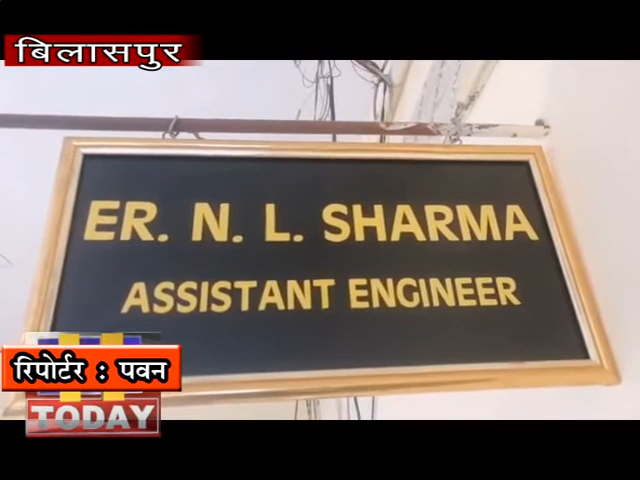 बिलासपुर
ER. N. L. SHARMA
ASSISTANT ENGINEER
रिपोर्टर : पवन
TODAY